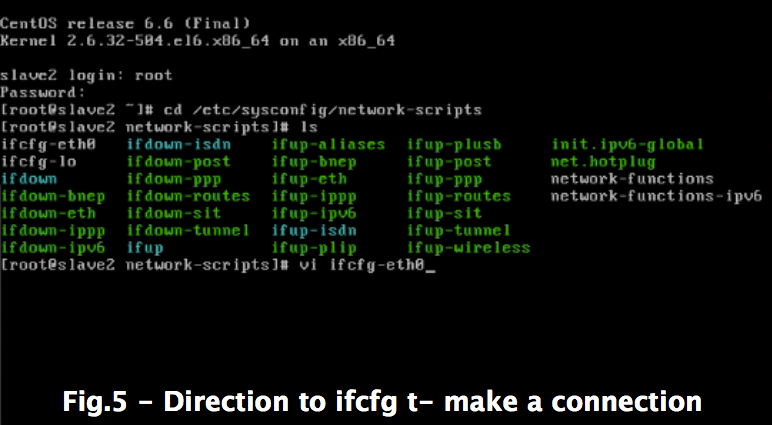 CentOS release 6.6 (Final)
Kernel 2.6.32-504.el6.x86_64 on an x86_64
slave2 login: root
Password:
[root@slave2 ~]# cd /etc/sysconfig/network-scripts
[root@slave2 network-scripts]# ls
ifcfg-eth0 ifdown-isdn ifup-aliases ifup-plusb init.ipv6-global
ifcfg-lo ifdown-post ifup-bnep ifup-post net.hotplug
ifdown ifdown-ppp ifup-eth ifup-ppp network-functions
ifdown-bnep ifdown-routes ifup-ippp ifup-routes network-functions-ipv6
ifdown-eth ifdown-sit ifup-ipv6 ifup-sit
ifdown-ippp ifdown-tunnel ifup-isdn ifup-tunnel
ifdown-ipv6 ifup ifup-plip ifup-wireless
[root@slave2 network-scripts]# vi ifcfg-eth0_
Fig.5 - Direction to ifcfg t- make a connection